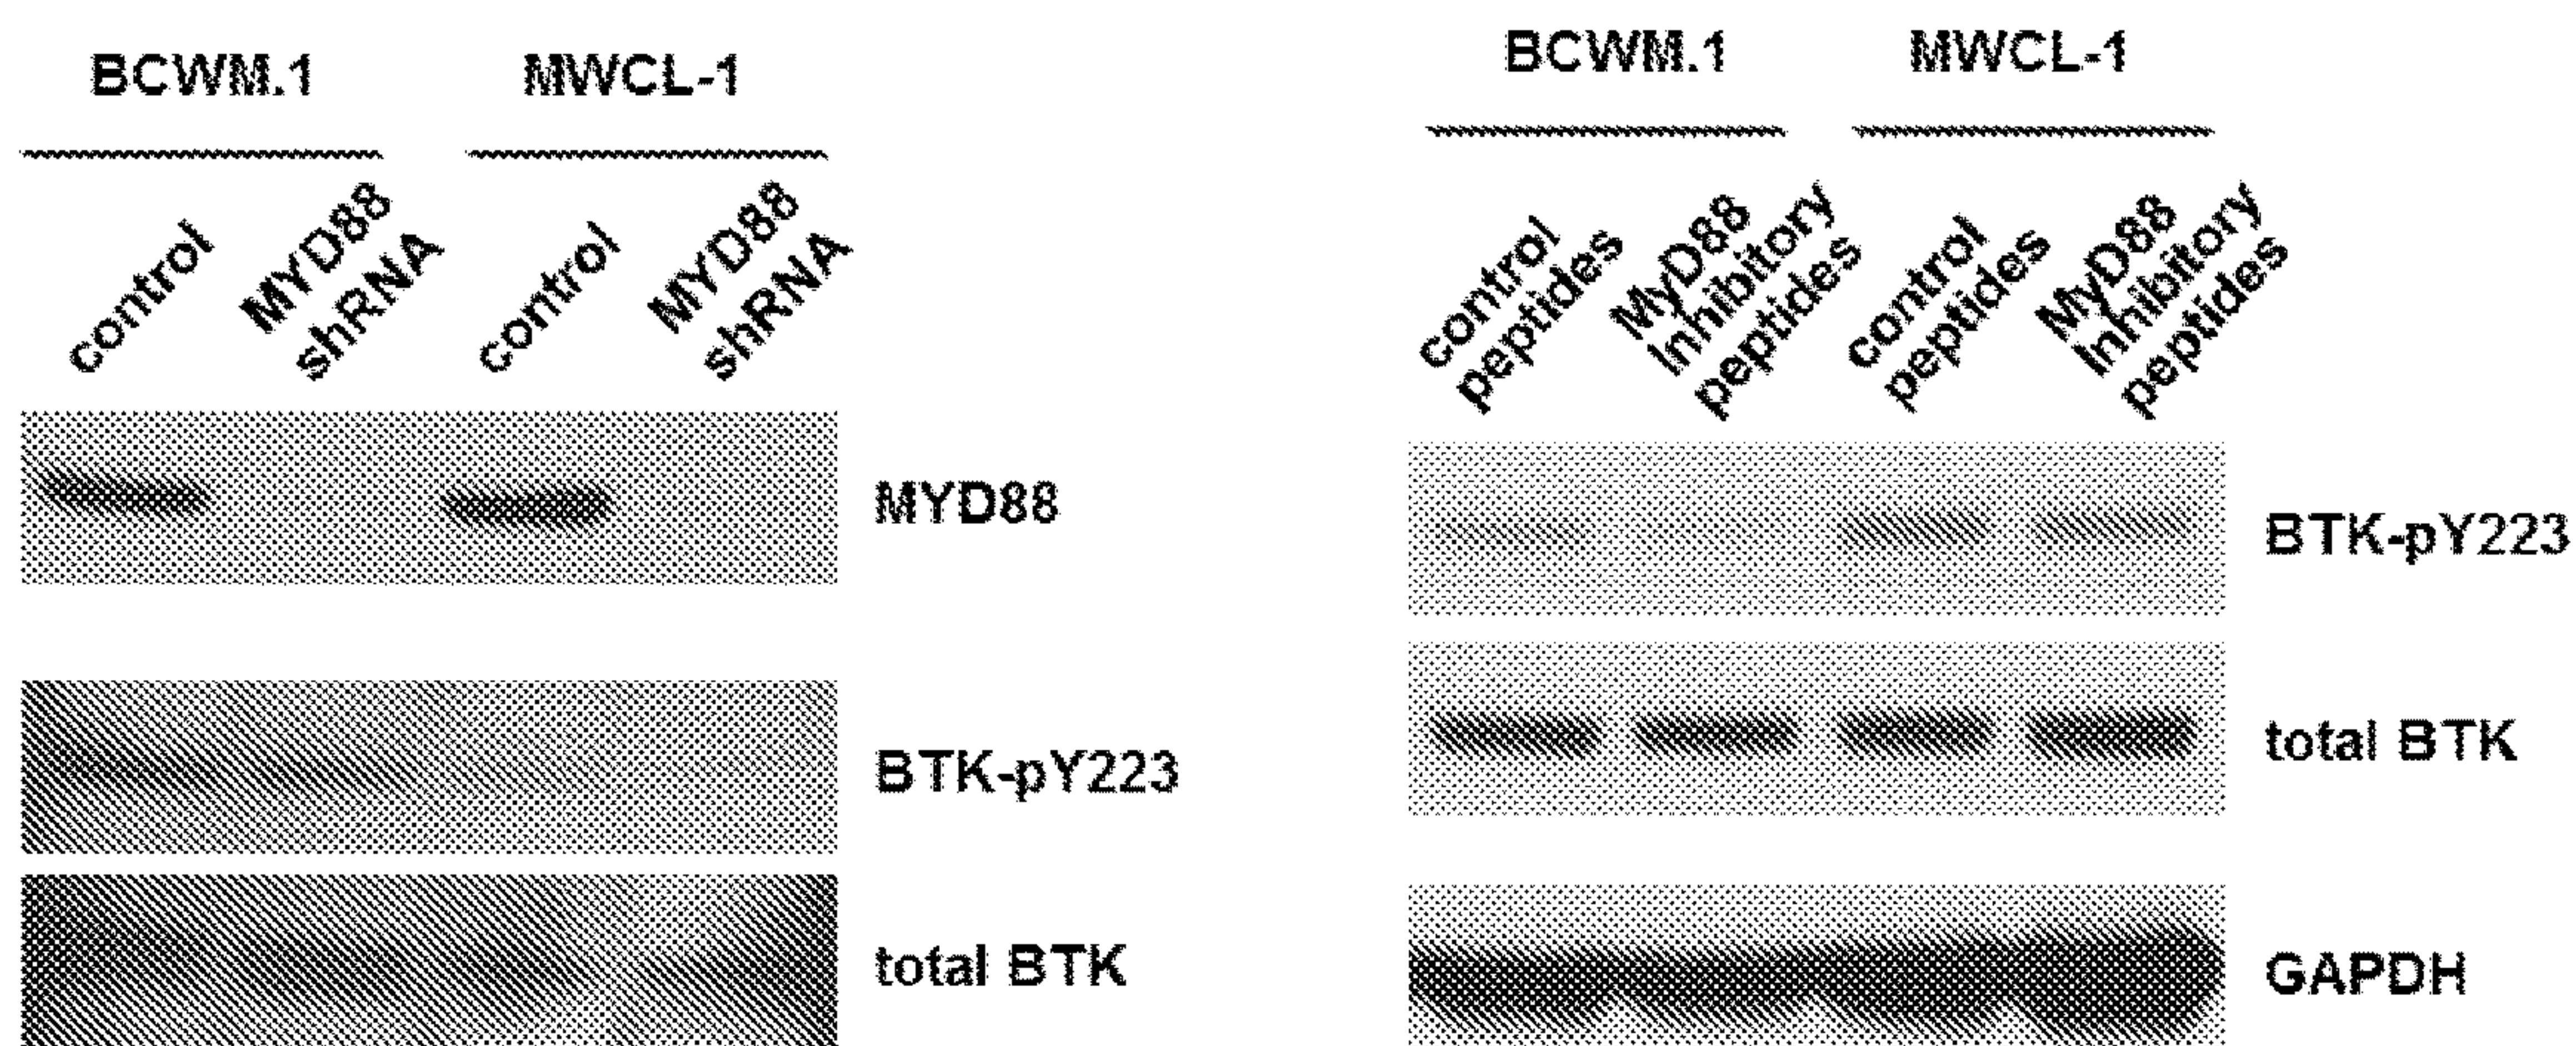 BCWM.1
MWCL-1
control
MYD88
shRNA
control
MYD88
shRNA
MYD88
BTK-pY223
total BTK
BCWM.1
MWCL-1
control
peptides
MyD88
Inhibitory
peptides
control
peptides
MyD88
Inhibitory
peptides
BTK-pY223
total BTK
GAPDH